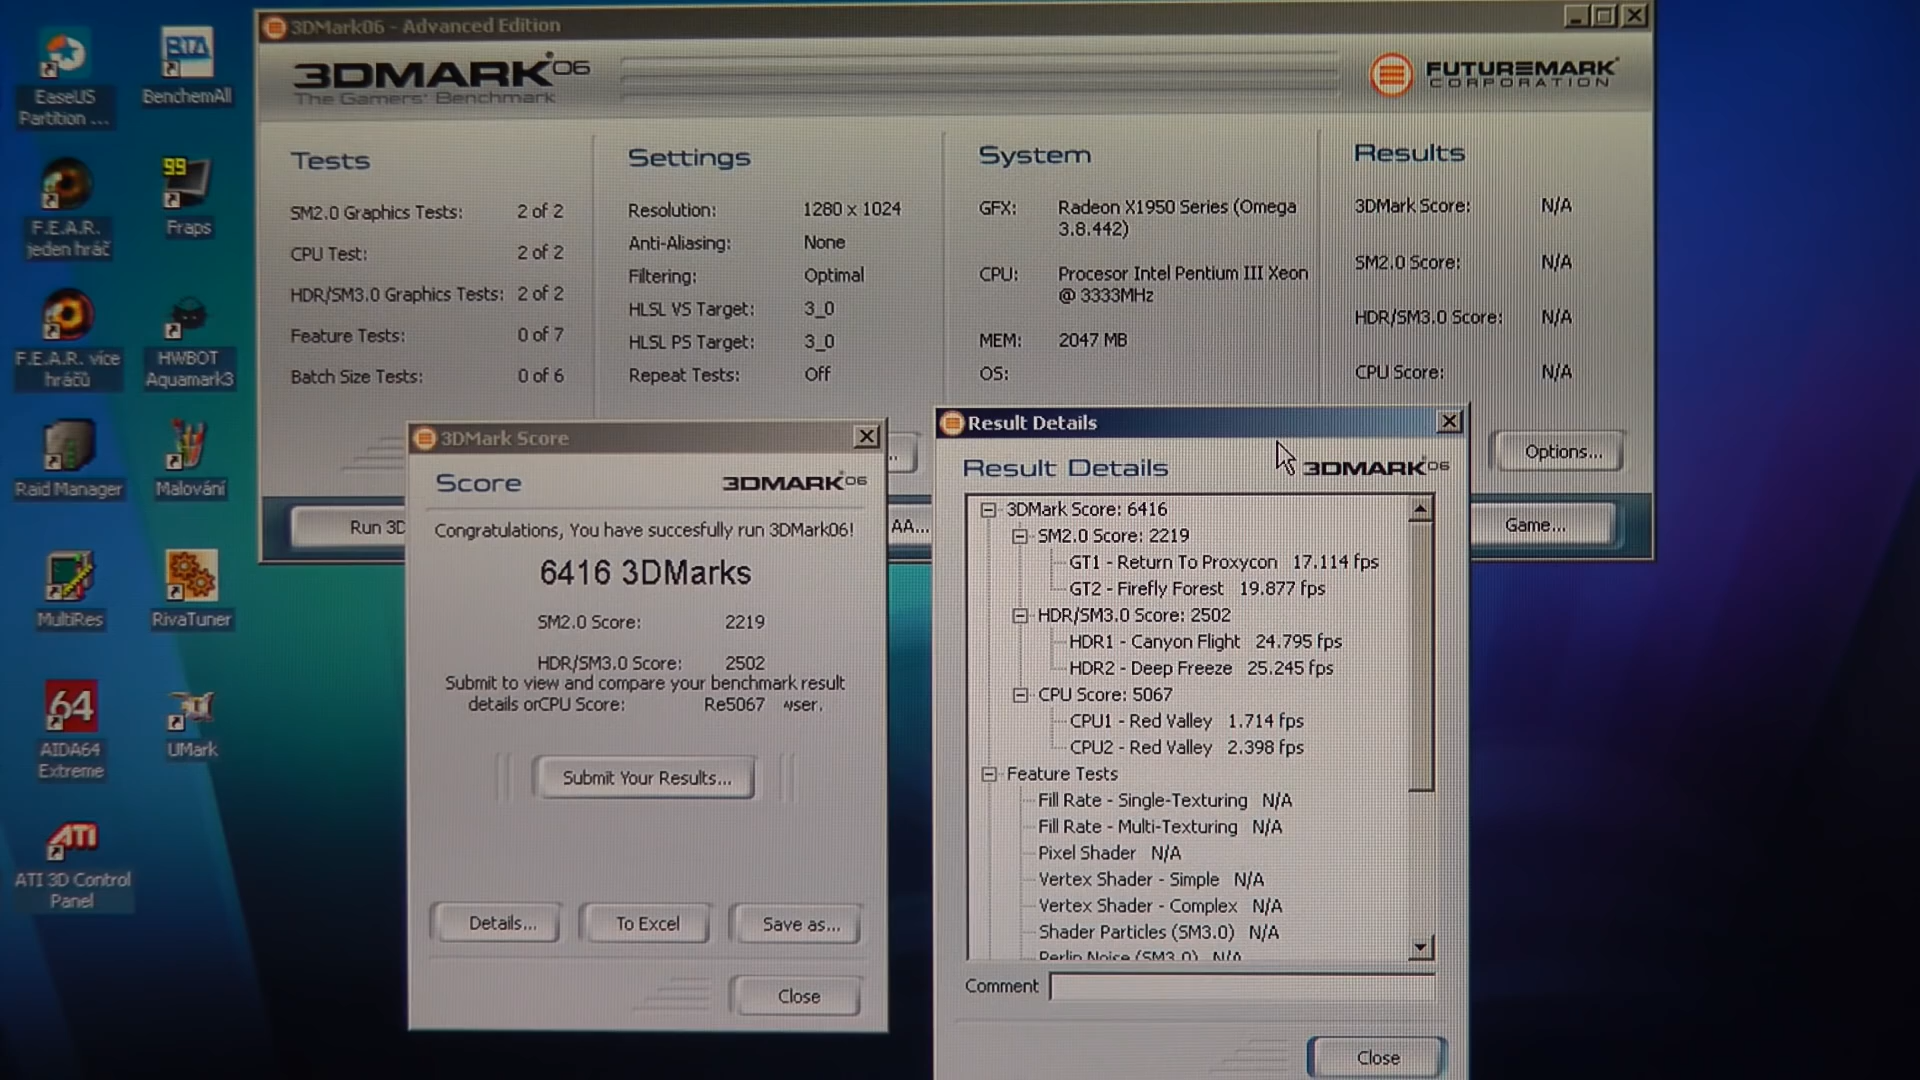 EaseUS
Partition ...
BenchemAll
F.E.A.R.
jeden hráč
99
Fraps
F.E.A.R. více
hráčů
HWBOT
Aquamark3
Raid Manager
Malování
MultiRes
RivaTuner
64
AIDA64
Extreme
UMark
ATI
ATI 3D Control
Panel
3DMark06 - Advanced Edition
3DMARK06
The Gamers' Benchmark
FUTUREMARK
CORPORATION
Tests
SM2.0 Graphics Tests: 2 of 2
CPU Test: 2 of 2
HDR/SM3.0 Graphics Tests: 2 of 2
Feature Tests: 0 of 7
Batch Size Tests: 0 of 6
Settings
Resolution: 1280 x 1024
Anti-Aliasing: None
Filtering: Optimal
HLSL VS Target: 3_0
HLSL PS Target: 3_0
Repeat Tests: Off
System
GFX: Radeon X1950 Series (Omega
3.8.442)
CPU: Procesor Intel Pentium III Xeon
@ 3333MHz
MEM: 2047 MB
OS:
Results
3DMark Score: N/A
SM2.0 Score: N/A
HDR/SM3.0 Score: N/A
CPU Score: N/A
..
Options...
Run 3D
AA...
Game...
3DMark Score
Score
3DMARK06
Congratulations, You have succesfully run 3DMark06!
6416 3DMarks
SM2.0 Score: 2219
HDR/SM3.0 Score: 2502
Submit to view and compare your benchmark result
details orCPU Score: Re5067 wser.
Submit Your Results...
Details...
To Excel
Save as...
Close
Result Details
Result Details
3DMARK06
3DMark Score: 6416
SM2.0 Score: 2219
GT1 - Return To Proxycon 17.114 fps
GT2 - Firefly Forest 19.877 fps
HDR/SM3.0 Score: 2502
HDR1 - Canyon Flight 24.795 fps
HDR2 - Deep Freeze 25.245 fps
CPU Score: 5067
CPU1 - Red Valley 1.714 fps
CPU2 - Red Valley 2.398 fps
Feature Tests
Fill Rate - Single-Texturing N/A
Fill Rate - Multi-Texturing N/A
Pixel Shader N/A
Vertex Shader - Simple N/A
Vertex Shader - Complex N/A
Shader Particles (SM3.0) N/A
Perlin Noise (SM3.0) N/A
Comment
Close